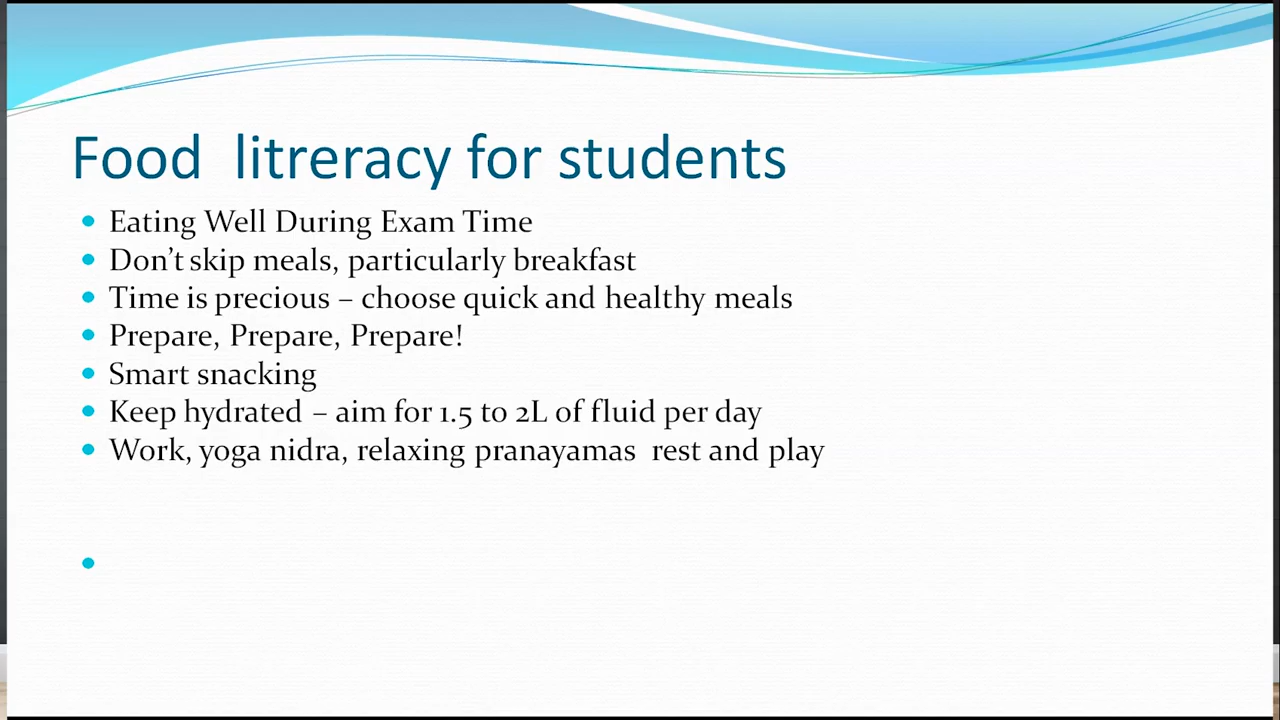 Food  litreracy for students
• Eating Well During Exam Time
• Don’t skip meals, particularly breakfast
• Time is precious – choose quick and healthy meals
• Prepare, Prepare, Prepare!
• Smart snacking
• Keep hydrated – aim for 1.5 to 2L of fluid per day
• Work, yoga nidra, relaxing pranayamas  rest and play
•